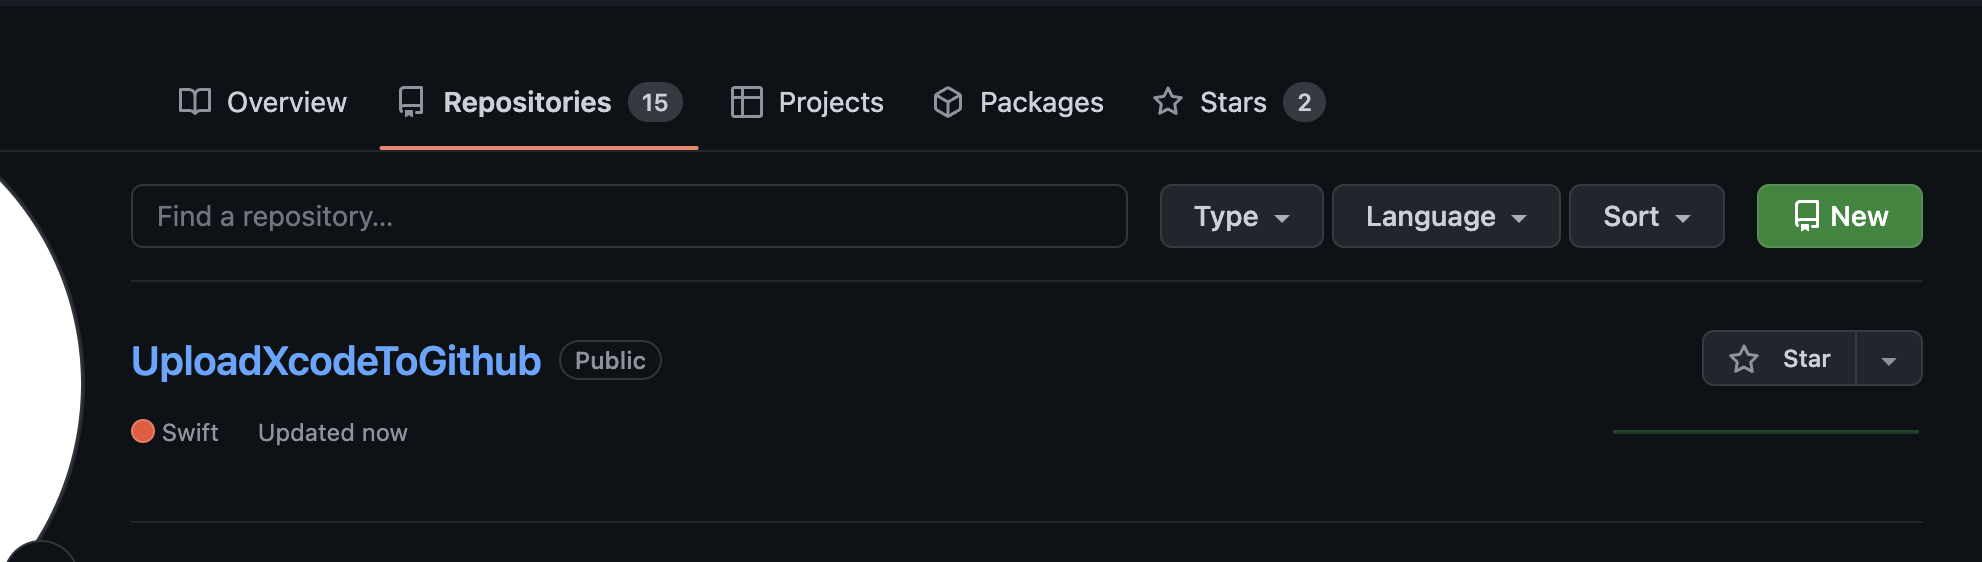 Overview Repositories 15 Projects Packages Stars 2
Find a repository... Type Language Sort New
UploadXcodeToGithub Public Star
Swift Updated now